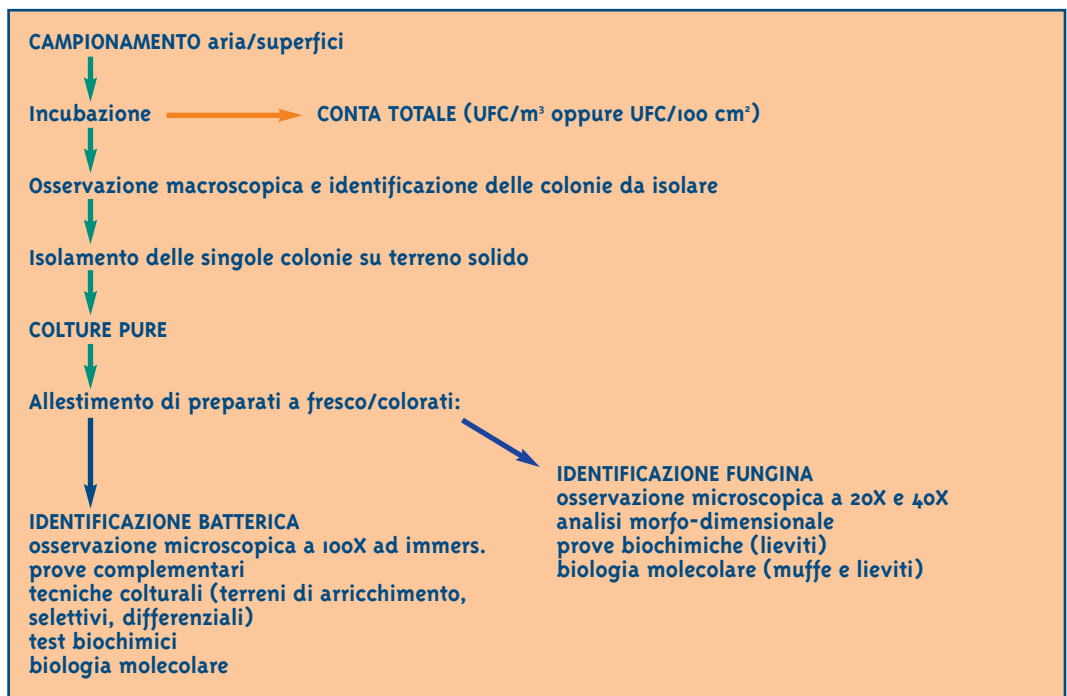 CAMPIONAMENTO aria/superfici
Incubazione
CONTA TOTALE (UFC/m³ oppure UFC/100 cm²)
Osservazione macroscopica e identificazione delle colonie da isolare
Isolamento delle singole colonie su terreno solido
COLTURE PURE
Allestimento di preparati a fresco/colorati:
IDENTIFICAZIONE BATTERICA
osservazione microscopica a 100X ad immers.
prove complementari
tecniche colturali (terreni di arricchimento,
selettivi, differenziali)
test biochimici
biologia molecolare
IDENTIFICAZIONE FUNGINA
osservazione microscopica a 20X e 40X
analisi morfo-dimensionale
prove biochimiche (lieviti)
biologia molecolare (muffe e lieviti)